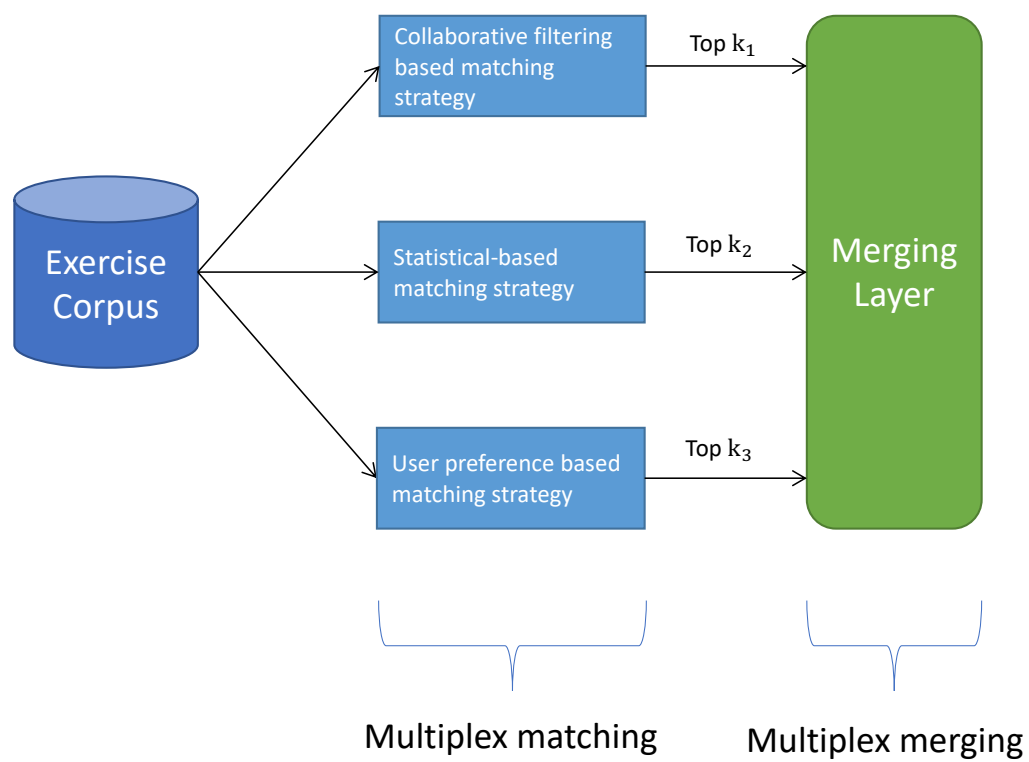 Collaborative filtering
based matching
strategy
Top k₁
Exercise
Corpus
Statistical-based
matching strategy
Top k₂
Merging
Layer
User preference based
matching strategy
Top k₃
Multiplex matching
Multiplex merging